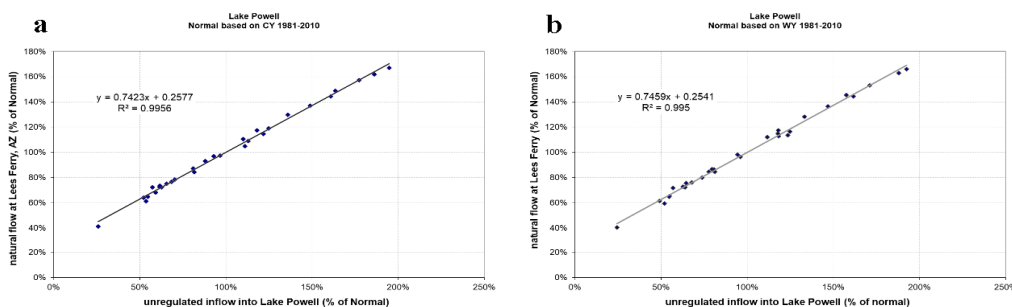 a
Lake Powell
Normal based on CY 1981-2010
natural flow at Lees Ferry, AZ (% of Normal)
180%
160%
140%
120%
100%
80%
60%
40%
20%
0%
y = 0.7423x + 0.2577
R² = 0.9956
0%
50%
100%
150%
200%
250%
unregulated inflow into Lake Powell (% of Normal)
b
Lake Powell
Normal based on WY 1981-2010
natural flow at Lees Ferry (% of Normal)
180%
160%
140%
120%
100%
80%
60%
40%
20%
0%
y = 0.7459x + 0.2541
R² = 0.995
0%
50%
100%
150%
200%
250%
unregulated inflow into Lake Powell (% of normal)